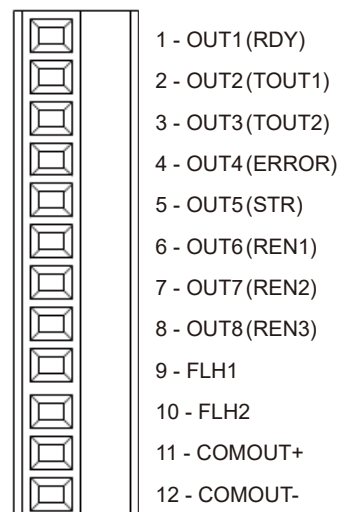 1 - OUT1(RDY)
2 - OUT2(TOUT1)
3 - OUT3(TOUT2)
4 - OUT4(ERROR)
5 - OUT5(STR)
6 - OUT6(REN1)
7 - OUT7(REN2)
8 - OUT8(REN3)
9 - FLH1
10 - FLH2
11 - COMOUT+
12 - COMOUT-